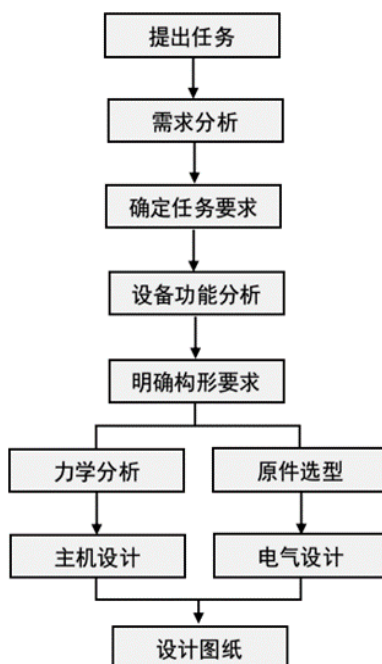 提出任务
需求分析
确定任务要求
设备功能分析
明确构形要求
力学分析
原件选型
主机设计
电气设计
设计图纸